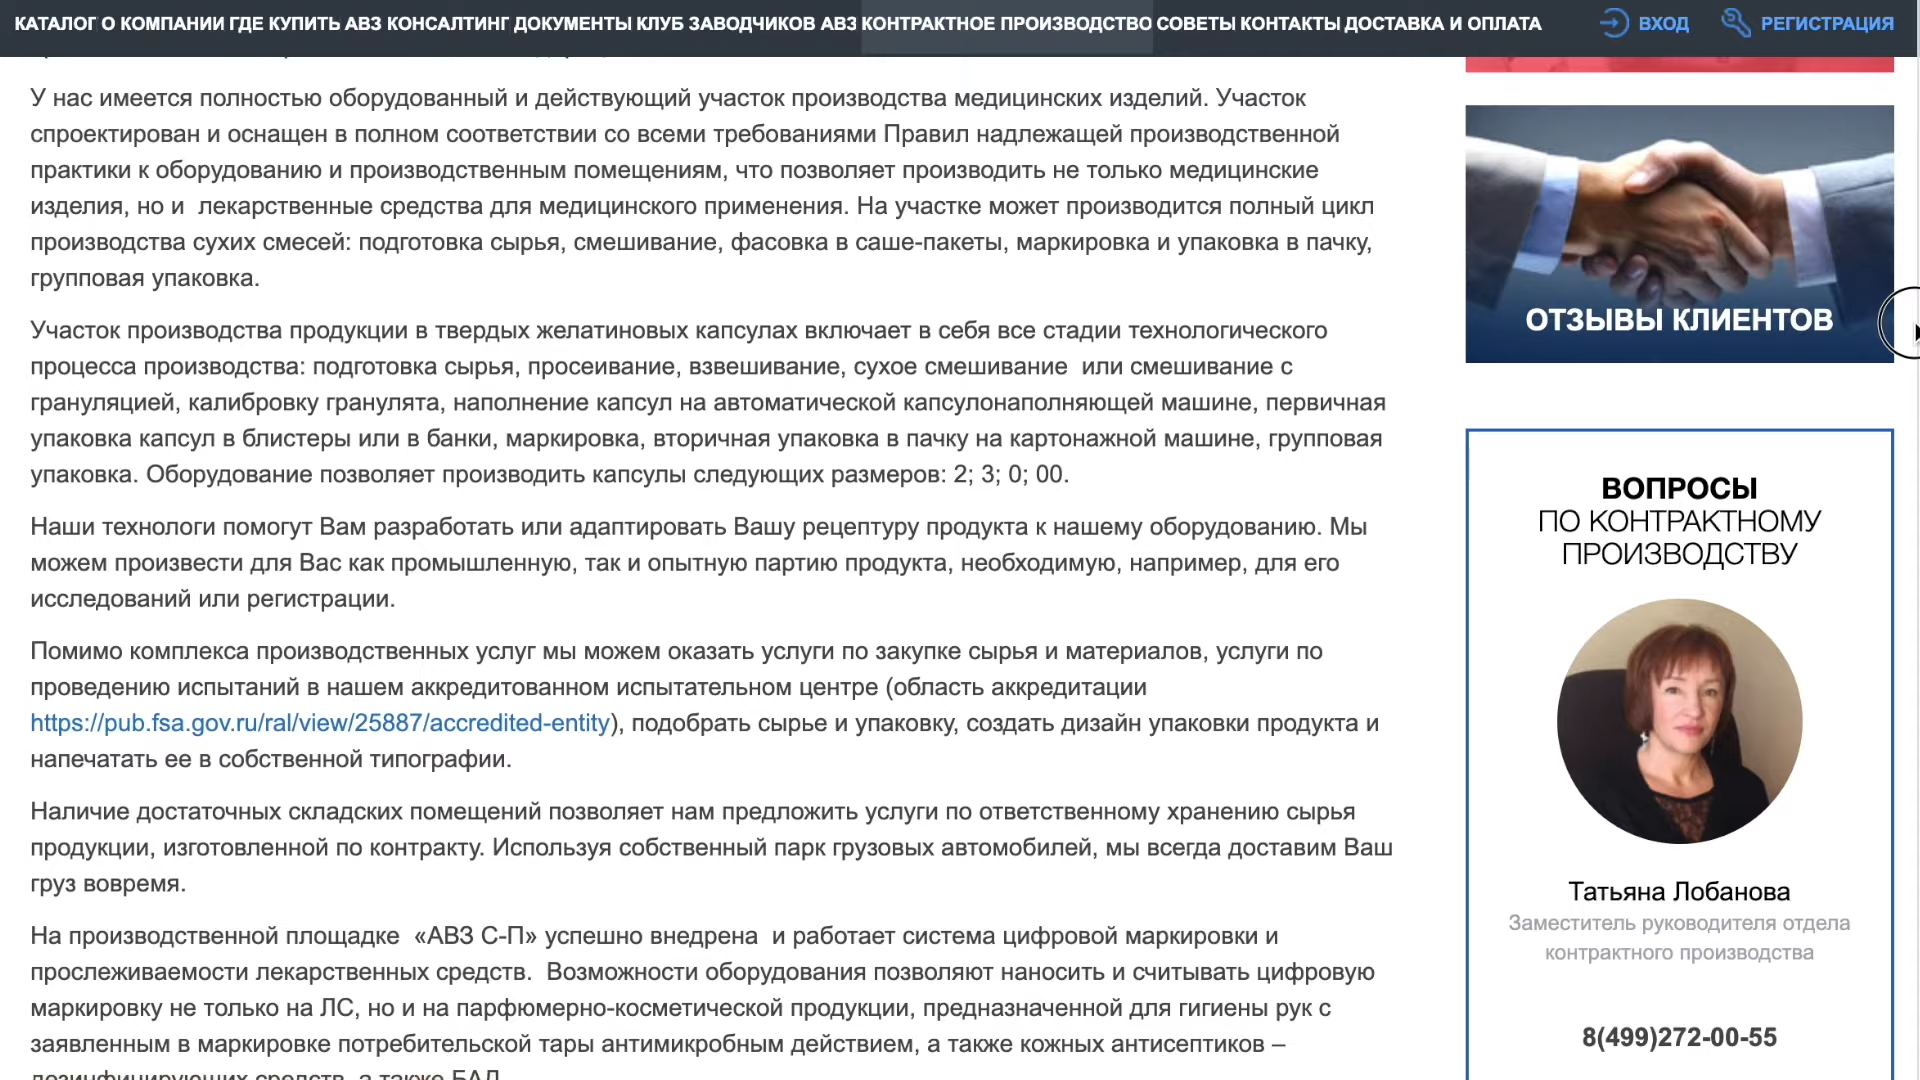 КАТАЛОГ О КОМПАНИИ ГДЕ КУПИТЬ АВЗ КОНСАЛТИНГ ДОКУМЕНТЫ КЛУБ ЗАВОДЧИКОВ АВЗ КОНТРАКТНОЕ ПРОИЗВОДСТВО СОВЕТЫ КОНТАКТЫ ДОСТАВКА И ОПЛАТА ВХОД РЕГИСТРАЦИЯ
У нас имеется полностью оборудованный и действующий участок производства медицинских изделий. Участок
спроектирован и оснащен в полном соответствии со всеми требованиями Правил надлежащей производственной
практики к оборудованию и производственным помещениям, что позволяет производить не только медицинские
изделия, но и  лекарственные средства для медицинского применения. На участке может производится полный цикл
производства сухих смесей: подготовка сырья, смешивание, фасовка в саше-пакеты, маркировка и упаковка в пачку,
групповая упаковка.
Участок производства продукции в твердых желатиновых капсулах включает в себя все стадии технологического
процесса производства: подготовка сырья, просеивание, взвешивание, сухое смешивание  или смешивание с
грануляцией, калибровку гранулята, наполнение капсул на автоматической капсулонаполняющей машине, первичная
упаковка капсул в блистеры или в банки, маркировка, вторичная упаковка в пачку на картонажной машине, групповая
упаковка. Оборудование позволяет производить капсулы следующих размеров: 2; 3; 0; 00.
Наши технологи помогут Вам разработать или адаптировать Вашу рецептуру продукта к нашему оборудованию. Мы
можем произвести для Вас как промышленную, так и опытную партию продукта, необходимую, например, для его
исследований или регистрации.
Помимо комплекса производственных услуг мы можем оказать услуги по закупке сырья и материалов, услуги по
проведению испытаний в нашем аккредитованном испытательном центре (область аккредитации
https://pub.fsa.gov.ru/ral/view/25887/accredited-entity), подобрать сырье и упаковку, создать дизайн упаковки продукта и
напечатать ее в собственной типографии.
Наличие достаточных складских помещений позволяет нам предложить услуги по ответственному хранению сырья
продукции, изготовленной по контракту. Используя собственный парк грузовых автомобилей, мы всегда доставим Ваш
груз вовремя.
На производственной площадке  «АВЗ С-П» успешно внедрена  и работает система цифровой маркировки и
прослеживаемости лекарственных средств.  Возможности оборудования позволяют наносить и считывать цифровую
маркировку не только на ЛС, но и на парфюмерно-косметической продукции, предназначенной для гигиены рук с
заявленным в маркировке потребительской тары антимикробным действием, а также кожных антисептиков –
дезинфицирующих средств, а также БАД.
ОТЗЫВЫ КЛИЕНТОВ
ВОПРОСЫ
ПО КОНТРАКТНОМУ
ПРОИЗВОДСТВУ
Татьяна Лобанова
Заместитель руководителя отдела
контрактного производства
8(499)272-00-55